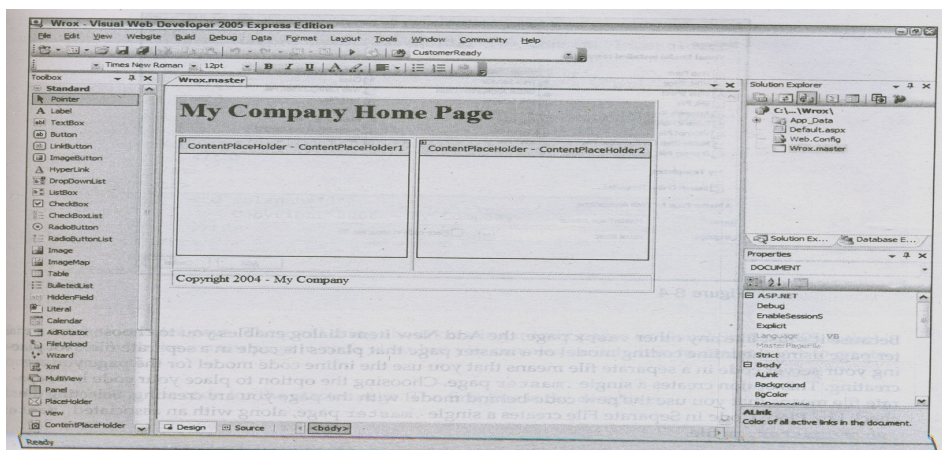 Wrox - Visual Web Developer 2005 Express Edition
File Edit View Website Build Debug Data Format Layout Tools Window Community Help
CustomerReady
Times New Roman 12pt B I U A
Toolbox
Standard
Pointer
A Label
TextBox
Button
LinkButton
ImageButton
A HyperLink
DropDownList
ListBox
CheckBox
CheckBoxList
RadioButton
RadioButtonList
Image
ImageMap
Table
BulletedList
HiddenField
Literal
Calendar
AdRotator
FileUpload
Wizard
Xml
MultiView
Panel
PlaceHolder
View
ContentPlaceHolder
Wrox.master
My Company Home Page
ContentPlaceHolder - ContentPlaceHolder1
ContentPlaceHolder - ContentPlaceHolder2
Copyright 2004 - My Company
Design Source <body>
Solution Explorer
C:\...\Wrox\
App_Data
Default.aspx
Web.Config
Wrox.master
Solution Ex... Database E...
Properties
DOCUMENT
ASP.NET
Debug
EnableSessionS
Explicit
Language VB
MasterPageFile
Strict
Body
ALink
Background
BgColor
ALink
Color of all active links in the document.
Ready